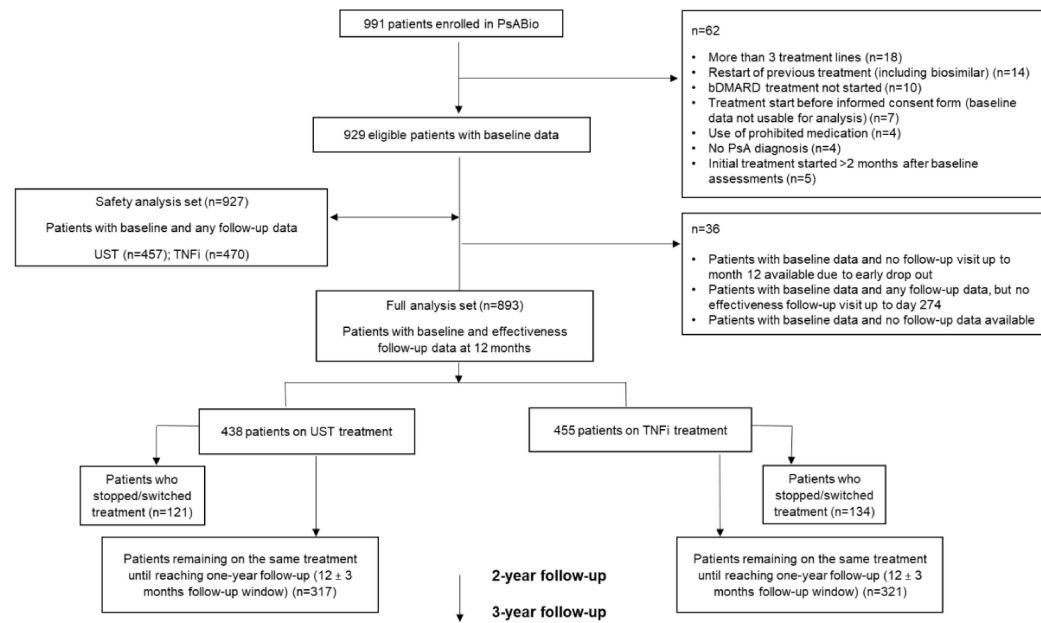 991 patients enrolled in PsABio
n=62
• More than 3 treatment lines (n=18)
• Restart of previous treatment (including biosimilar) (n=14)
• bDMARD treatment not started (n=10)
• Treatment start before informed consent form (baseline
data not usable for analysis) (n=7)
• Use of prohibited medication (n=4)
• No PsA diagnosis (n=4)
• Initial treatment started >2 months after baseline
assessments (n=5)
929 eligible patients with baseline data
Safety analysis set (n=927)
Patients with baseline and any follow-up data
UST (n=457); TNFi (n=470)
n=36
• Patients with baseline data and no follow-up visit up to
month 12 available due to early drop out
• Patients with baseline data and any follow-up data, but no
effectiveness follow-up visit up to day 274
• Patients with baseline data and no follow-up data available
Full analysis set (n=893)
Patients with baseline and effectiveness
follow-up data at 12 months
438 patients on UST treatment
455 patients on TNFi treatment
Patients who
stopped/switched
treatment (n=121)
Patients who
stopped/switched
treatment (n=134)
Patients remaining on the same treatment
until reaching one-year follow-up (12 ± 3
months follow-up window) (n=317)
Patients remaining on the same treatment
until reaching one-year follow-up (12 ± 3
months follow-up window) (n=321)
2-year follow-up
3-year follow-up